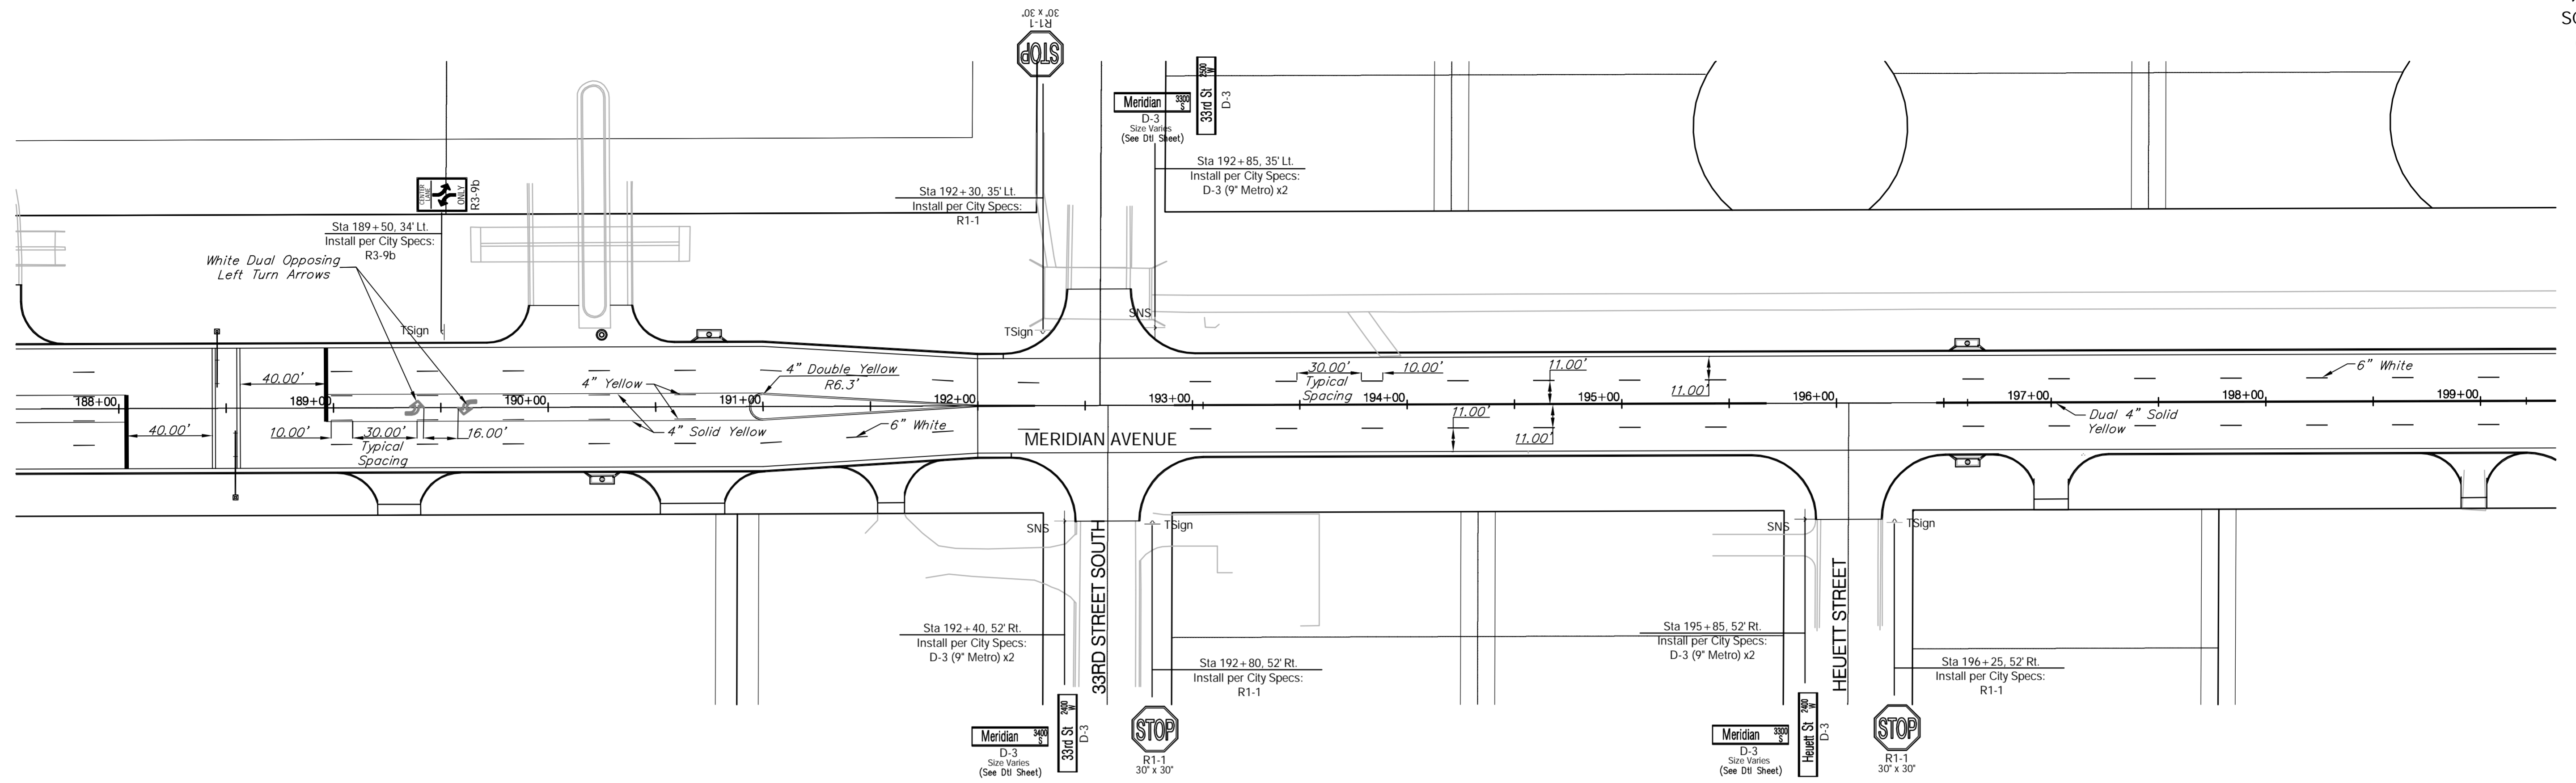 SC
30" x 30"
R1-1
STOP
Meridian 3300 S
D-3
Size Varies
(See Dtl Sheet)
33rd St 2500 W
D-3
Sta 192+85, 35' Lt.
Install per City Specs:
D-3 (9" Metro) x2
Sta 192+30, 35' Lt.
Install per City Specs:
R1-1
CENTER LANE
ONLY
R3-9b
Sta 189+50, 34' Lt.
Install per City Specs:
R3-9b
White Dual Opposing
Left Turn Arrows
TSign
TSign
SNS
40.00'
4" Yellow
4" Double Yellow
R6.3'
30.00'
Typical
Spacing
10.00'
11.00'
11.00'
6" White
188+00
189+00
190+00
191+00
192+00
193+00
194+00
195+00
196+00
197+00
198+00
199+00
40.00'
10.00'
30.00'
Typical
Spacing
16.00'
4" Solid Yellow
6" White
MERIDIAN AVENUE
11.00'
11.00'
Dual 4" Solid
Yellow
SNS
TSign
SNS
TSign
33RD STREET SOUTH
HEUETT STREET
Sta 192+40, 52' Rt.
Install per City Specs:
D-3 (9" Metro) x2
Sta 192+80, 52' Rt.
Install per City Specs:
R1-1
Sta 195+85, 52' Rt.
Install per City Specs:
D-3 (9" Metro) x2
Sta 196+25, 52' Rt.
Install per City Specs:
R1-1
Meridian 3400 S
D-3
Size Varies
(See Dtl Sheet)
33rd St 2400 W
D-3
STOP
R1-1
30" x 30"
Meridian 3300 S
D-3
Size Varies
(See Dtl Sheet)
Heuett St 2400 W
D-3
STOP
R1-1
30" x 30"